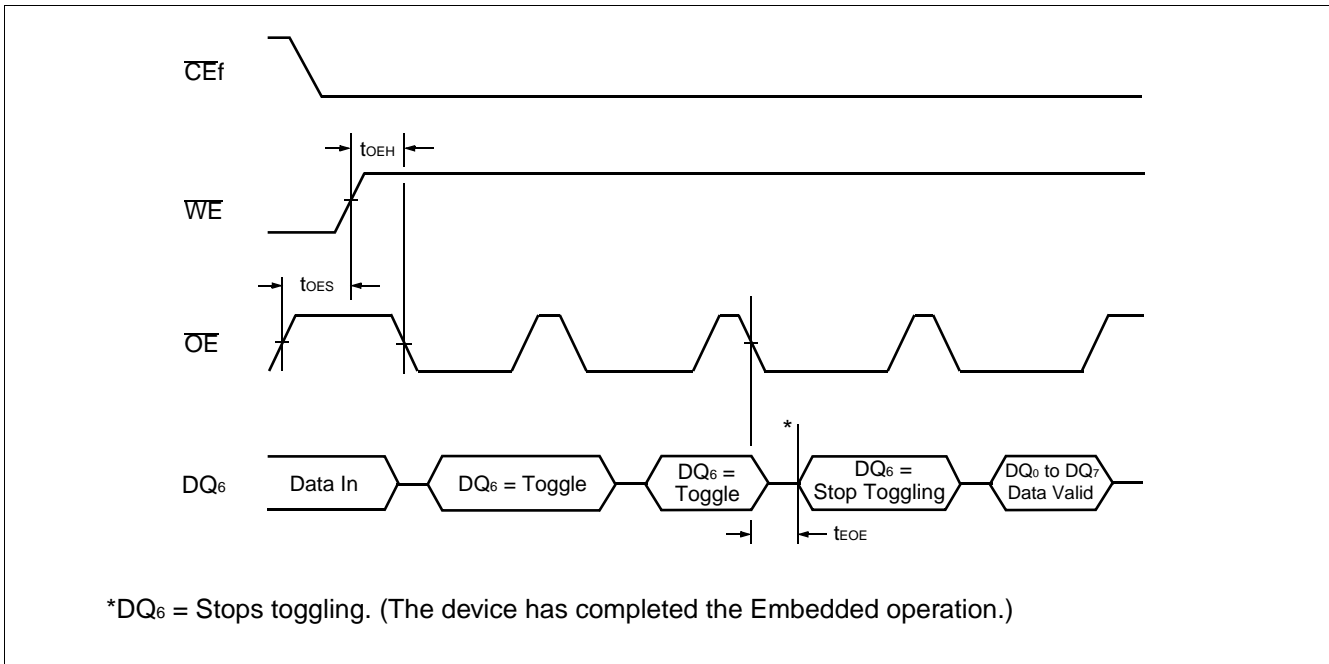 CEf
tOEH
WE
tOES
OE
*
DQ6
Data In
DQ6 = Toggle
DQ6 =
Toggle
DQ6 =
Stop Toggling
DQ0 to DQ7
Data Valid
tEOE
*DQ6 = Stops toggling. (The device has completed the Embedded operation.)